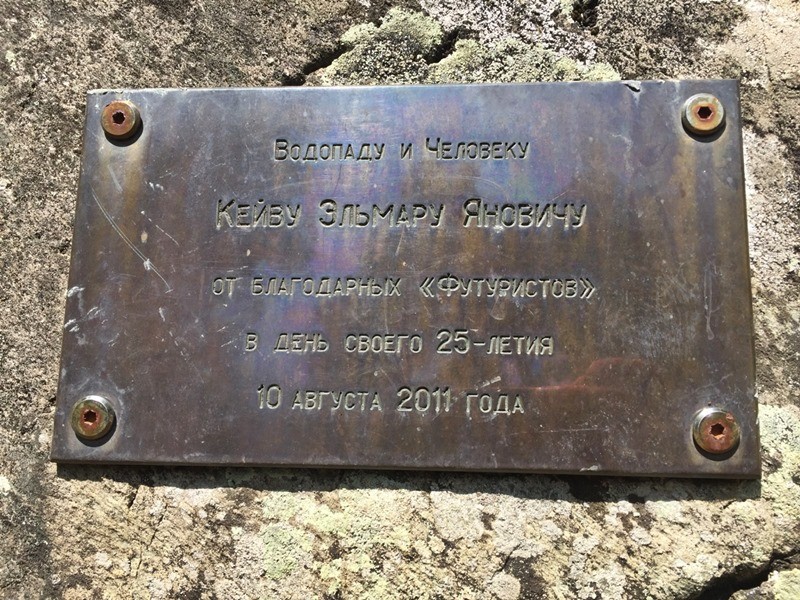 Водопаду и Человеку
Кейву Эльмару Яновичу
от благодарных «Футуристов»
в день своего 25-летия
10 августа 2011 года